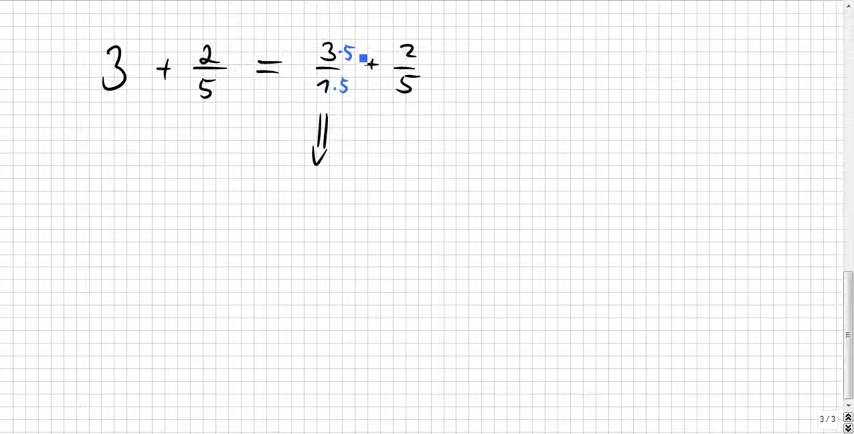 3 + 2/5 = 3·5/1·5 + 2/5
3/3